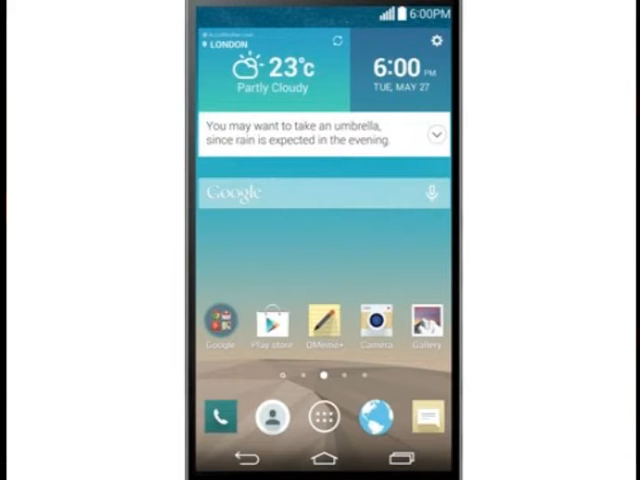 6:00PM
LONDON
23°c
Partly Cloudy
6:00 PM
TUE, MAY 27
You may want to take an umbrella,
since rain is expected in the evening.
Google
Google Play store QMemo+ Camera Gallery